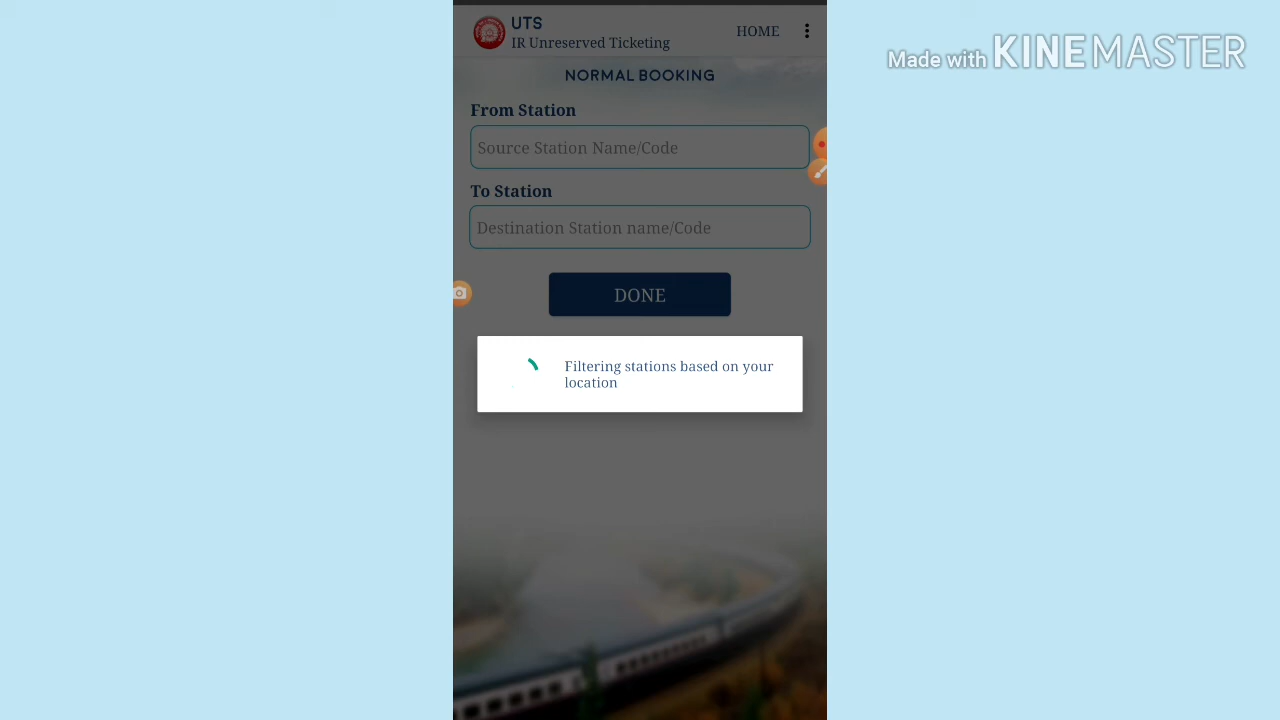 UTS
IR Unreserved Ticketing
HOME
Made with KINEMASTER
NORMAL BOOKING
From Station
Source Station Name/Code
To Station
Destination Station name/Code
DONE
Filtering stations based on your
location